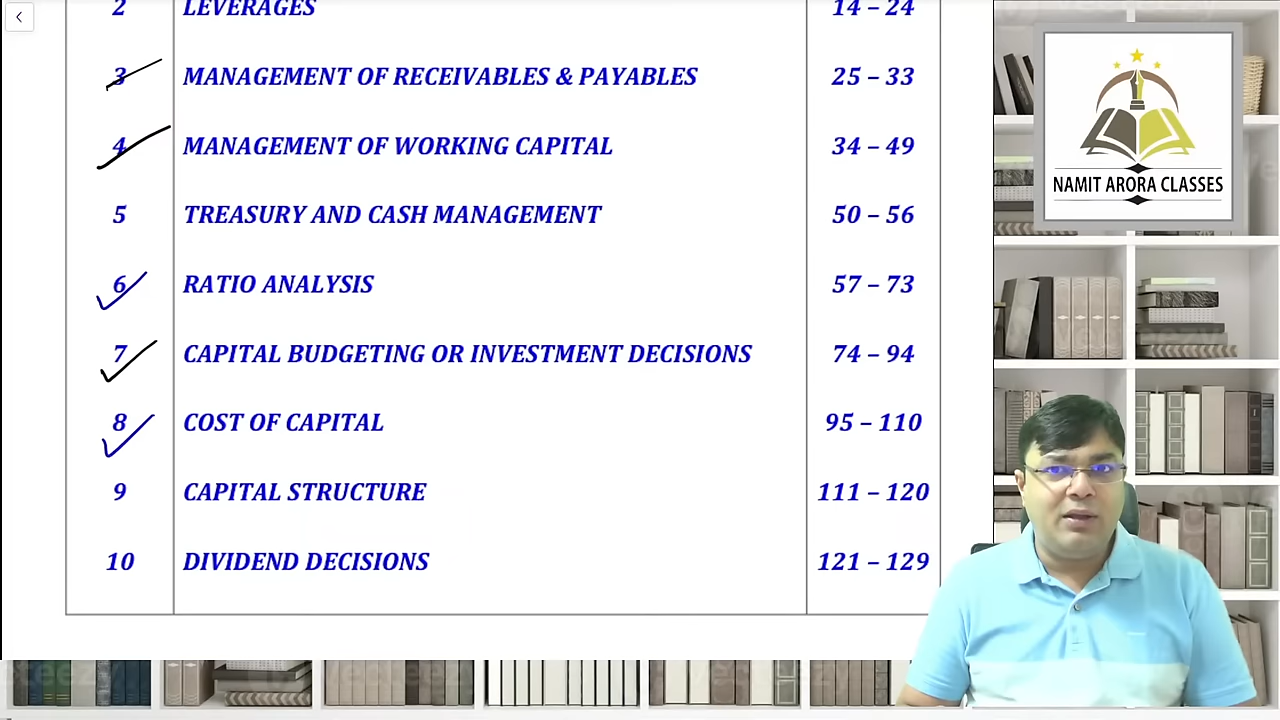 2 LEVERAGES 14 – 24
3 MANAGEMENT OF RECEIVABLES & PAYABLES 25 – 33
4 MANAGEMENT OF WORKING CAPITAL 34 – 49
5 TREASURY AND CASH MANAGEMENT 50 – 56
6 RATIO ANALYSIS 57 – 73
7 CAPITAL BUDGETING OR INVESTMENT DECISIONS 74 – 94
8 COST OF CAPITAL 95 – 110
9 CAPITAL STRUCTURE 111 – 120
10 DIVIDEND DECISIONS 121 – 129
NAMIT ARORA CLASSES